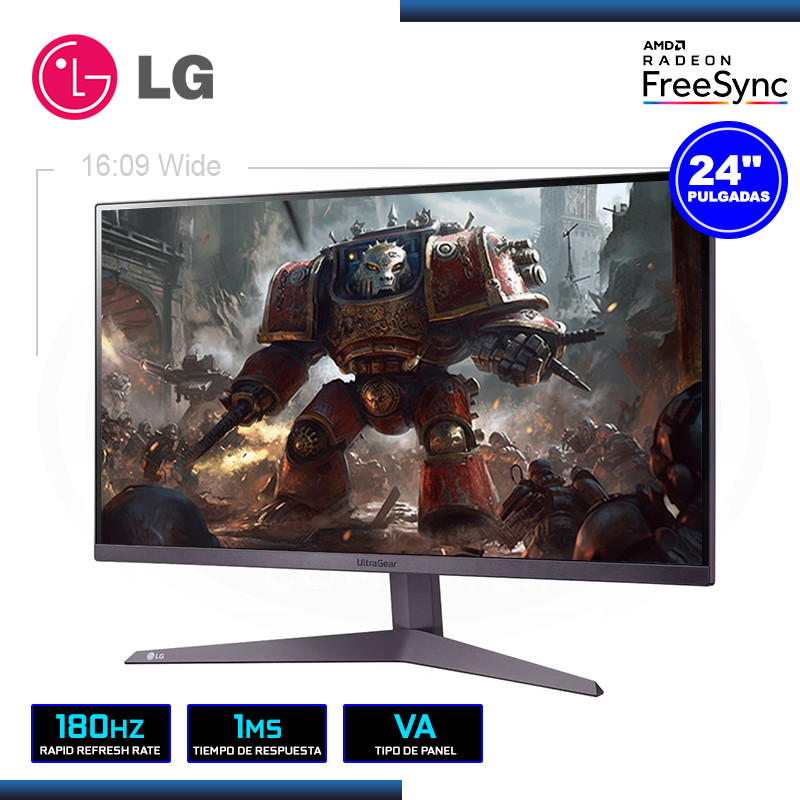 LG
AMD
RADEON
FreeSync
16:09 Wide
24"
PULGADAS
UltraGear
LG
180HZ
RAPID REFRESH RATE
1MS
TIEMPO DE RESPUESTA
VA
TIPO DE PANEL